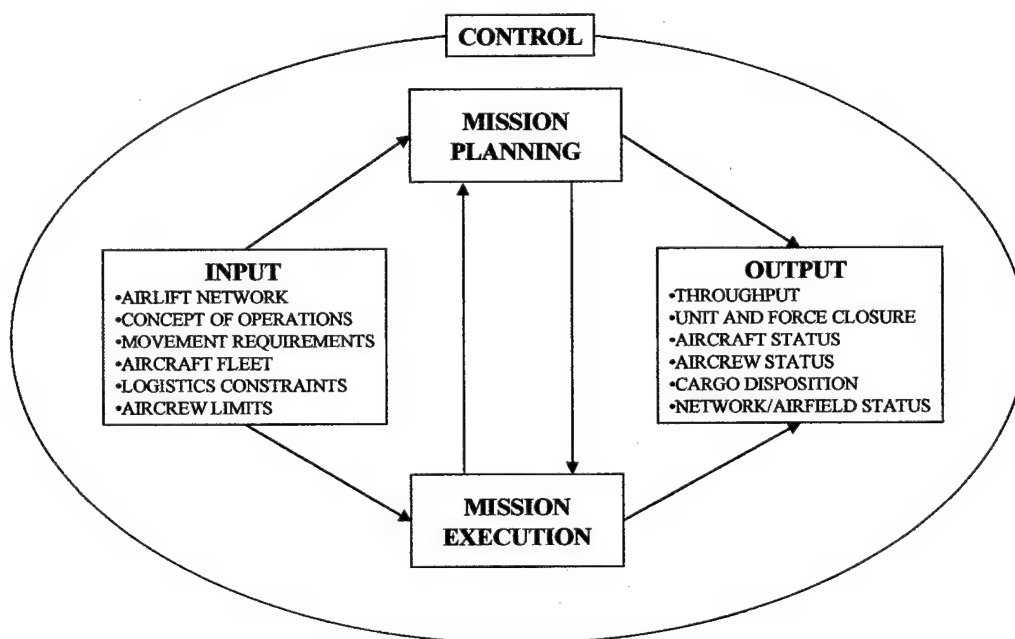 CONTROL
MISSION
PLANNING
INPUT
•AIRLIFT NETWORK
•CONCEPT OF OPERATIONS
•MOVEMENT REQUIREMENTS
•AIRCRAFT FLEET
•LOGISTICS CONSTRAINTS
•AIRCREW LIMITS
OUTPUT
•THROUGHPUT
•UNIT AND FORCE CLOSURE
•AIRCRAFT STATUS
•AIRCREW STATUS
•CARGO DISPOSITION
•NETWORK/AIRFIELD STATUS
MISSION
EXECUTION